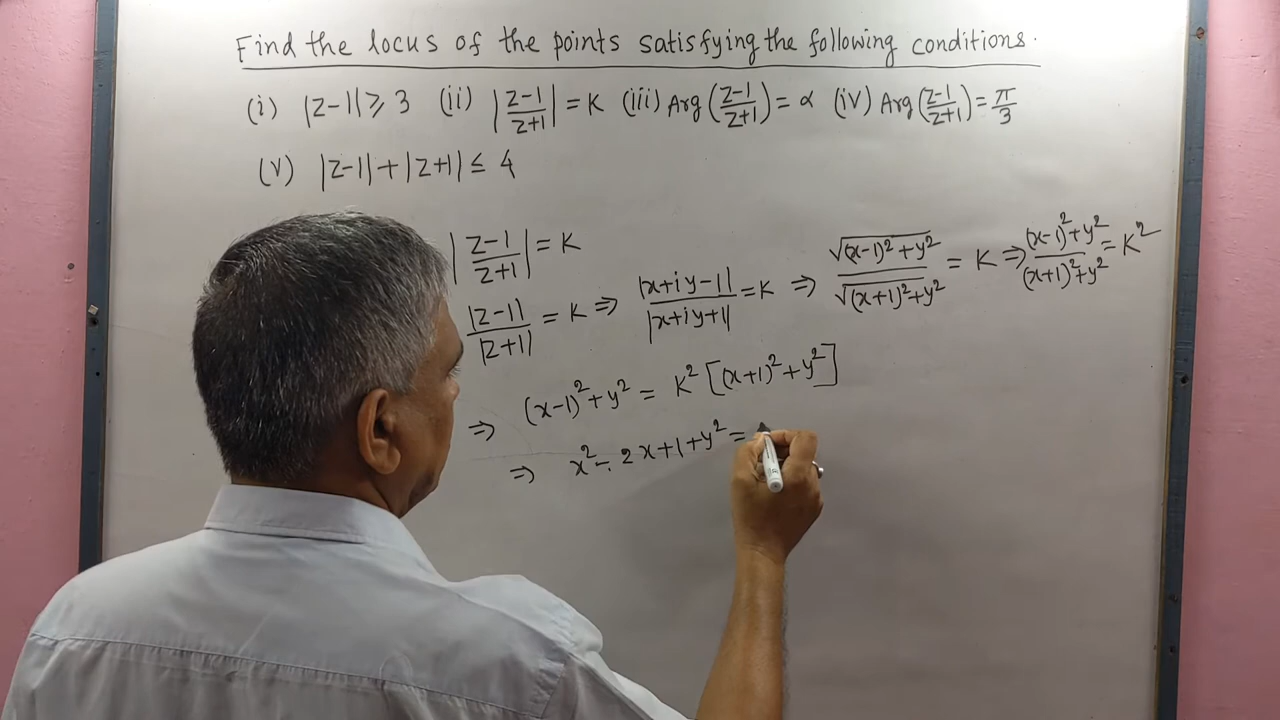 Find the locus of the points satisfying the following conditions.
(i) |z-1| ≥ 3 (ii) |z-1/z+1| = K (iii) Arg(z-1/z+1) = α (iv) Arg(z-1/z+1) = π/3
(v) |z-1| + |z+1| ≤ 4
|z-1/z+1| = K
|z-1|/|z+1| = K ⇒ |x+iy-1|/|x+iy+1| = K ⇒ √(x-1)²+y²/√(x+1)²+y² = K ⇒ (x-1)²+y²/(x+1)²+y² = K²
⇒ (x-1)²+y² = K²[(x+1)²+y²]
⇒ x²-2x+1+y² =